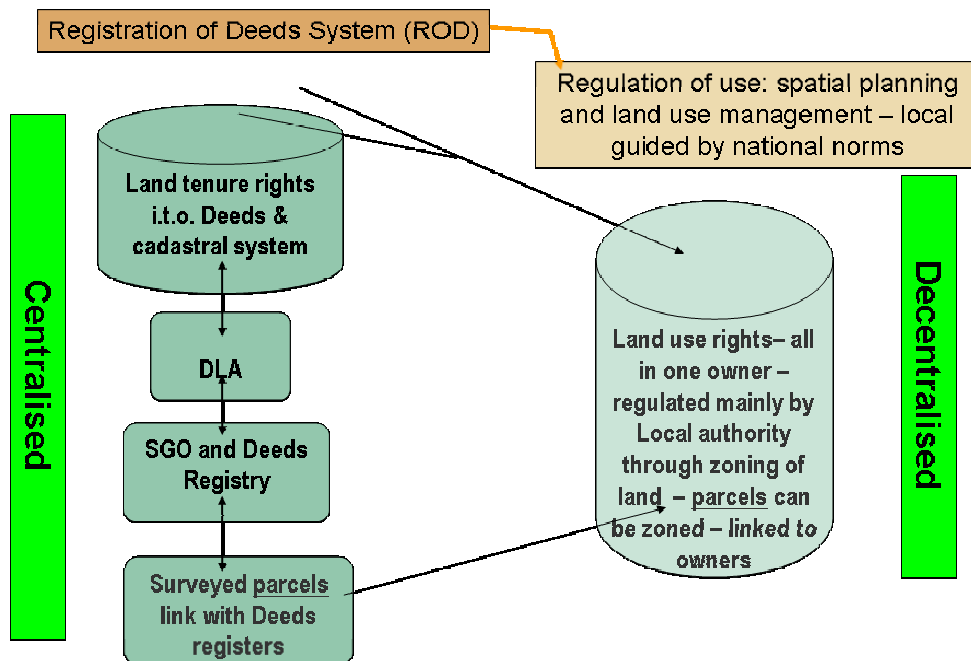 Registration of Deeds System (ROD)
Regulation of use: spatial planning
and land use management – local
guided by national norms
Centralised
Land tenure rights
i.t.o. Deeds &
cadastral system
DLA
SGO and Deeds
Registry
Surveyed parcels
link with Deeds
registers
Land use rights– all
in one owner –
regulated mainly by
Local authority
through zoning of
land – parcels can
be zoned – linked to
owners
Decentralised